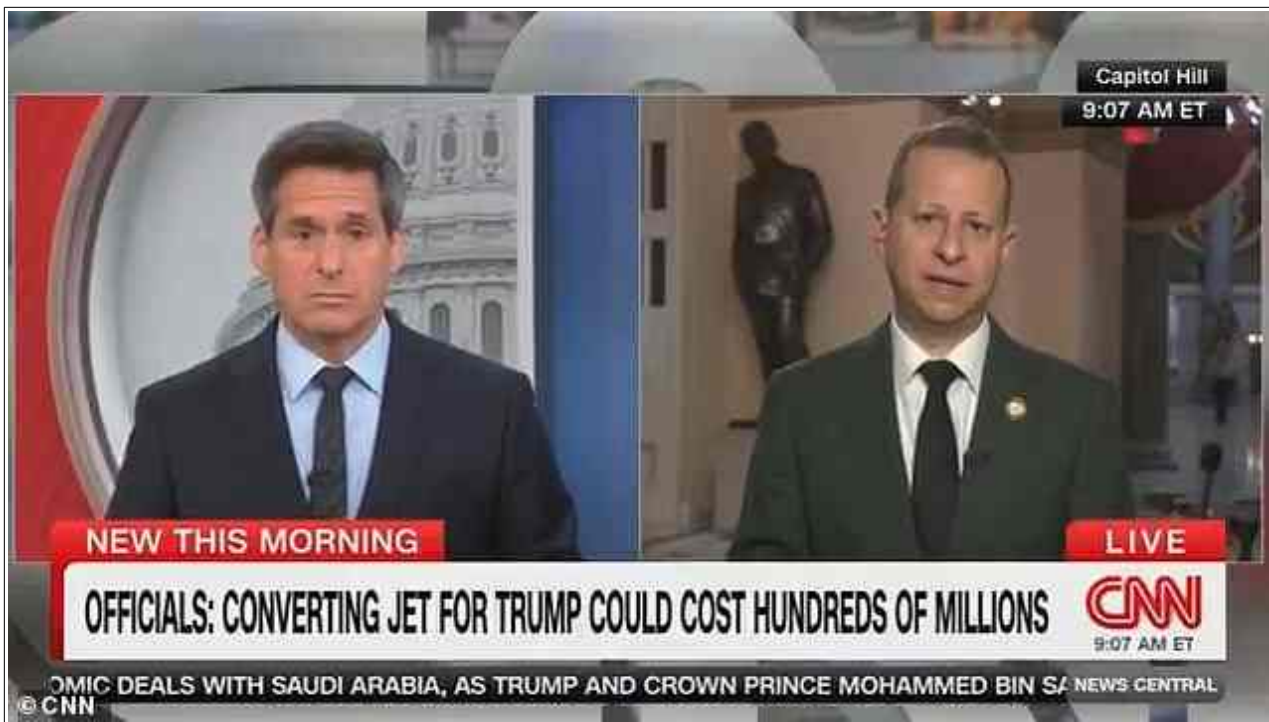 Capitol Hill
9:07 AM ET
NEW THIS MORNING
LIVE
OFFICIALS: CONVERTING JET FOR TRUMP COULD COST HUNDREDS OF MILLIONS
CNN
9:07 AM ET
OMIC DEALS WITH SAUDI ARABIA, AS TRUMP AND CROWN PRINCE MOHAMMED BIN SA
NEWS CENTRAL
© CNN